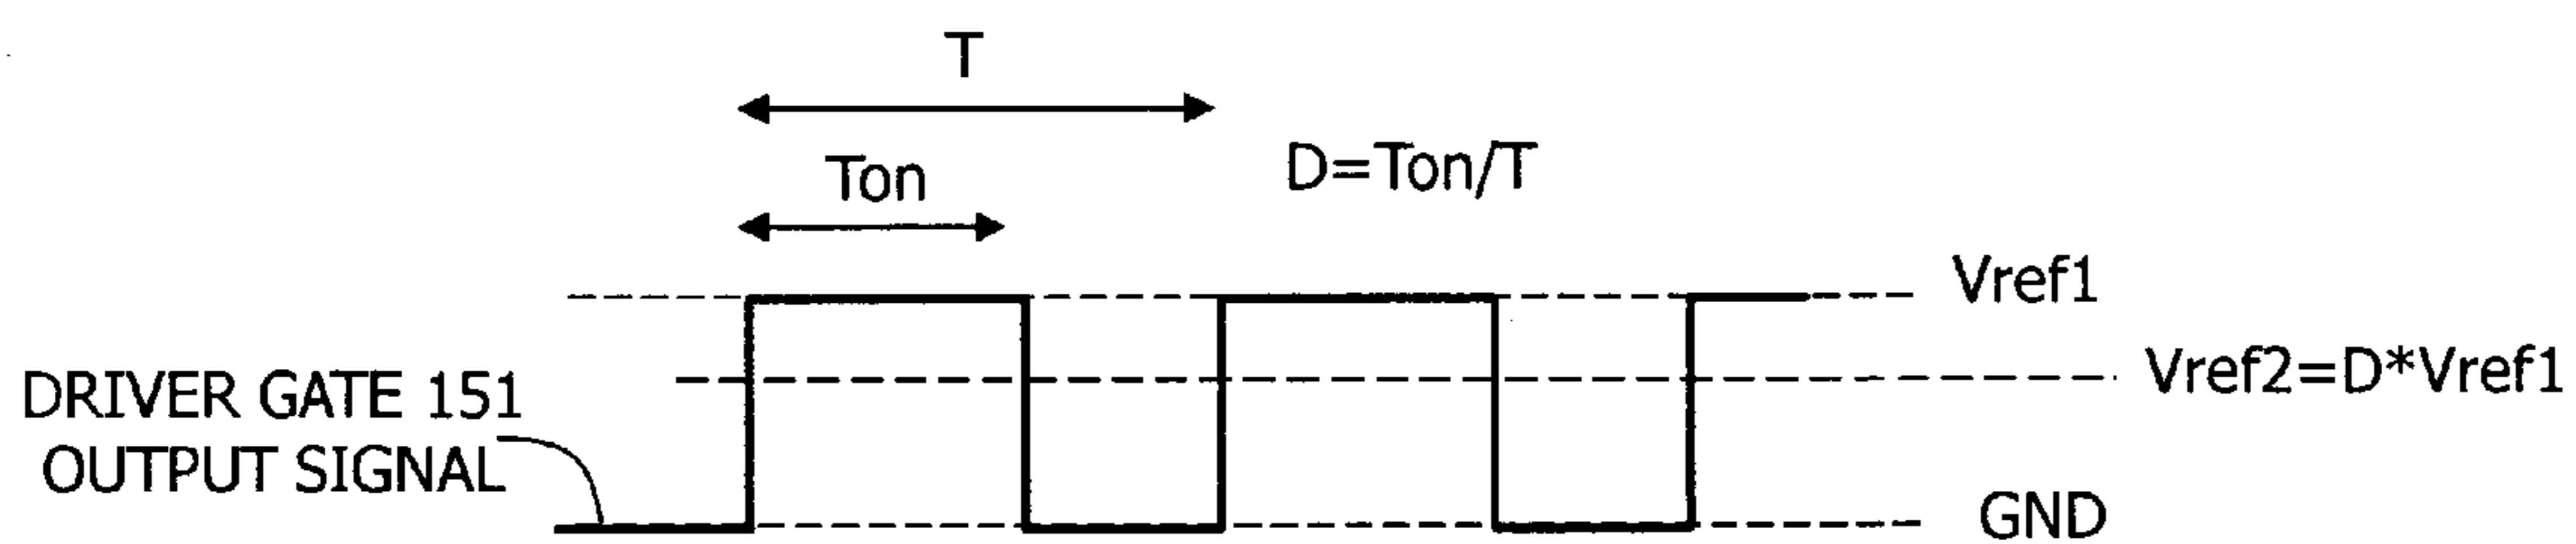 T
Ton
D=Ton/T
Vref1
Vref2=D*Vref1
DRIVER GATE 151
OUTPUT SIGNAL
GND